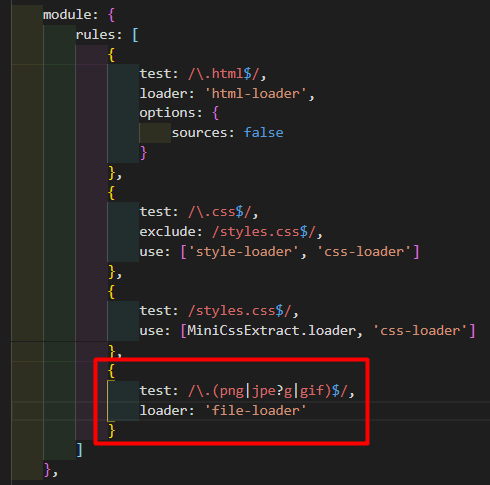 module: {
rules: [
{
test: /\.html$/,
loader: 'html-loader',
options: {
sources: false
}
},
{
test: /\.css$/,
exclude: /styles.css$/,
use: ['style-loader', 'css-loader']
},
{
test: /styles.css$/,
use: [MiniCssExtract.loader, 'css-loader']
},
{
test: /\.(png|jpe?g|gif)$/,
loader: 'file-loader'
}
]
},